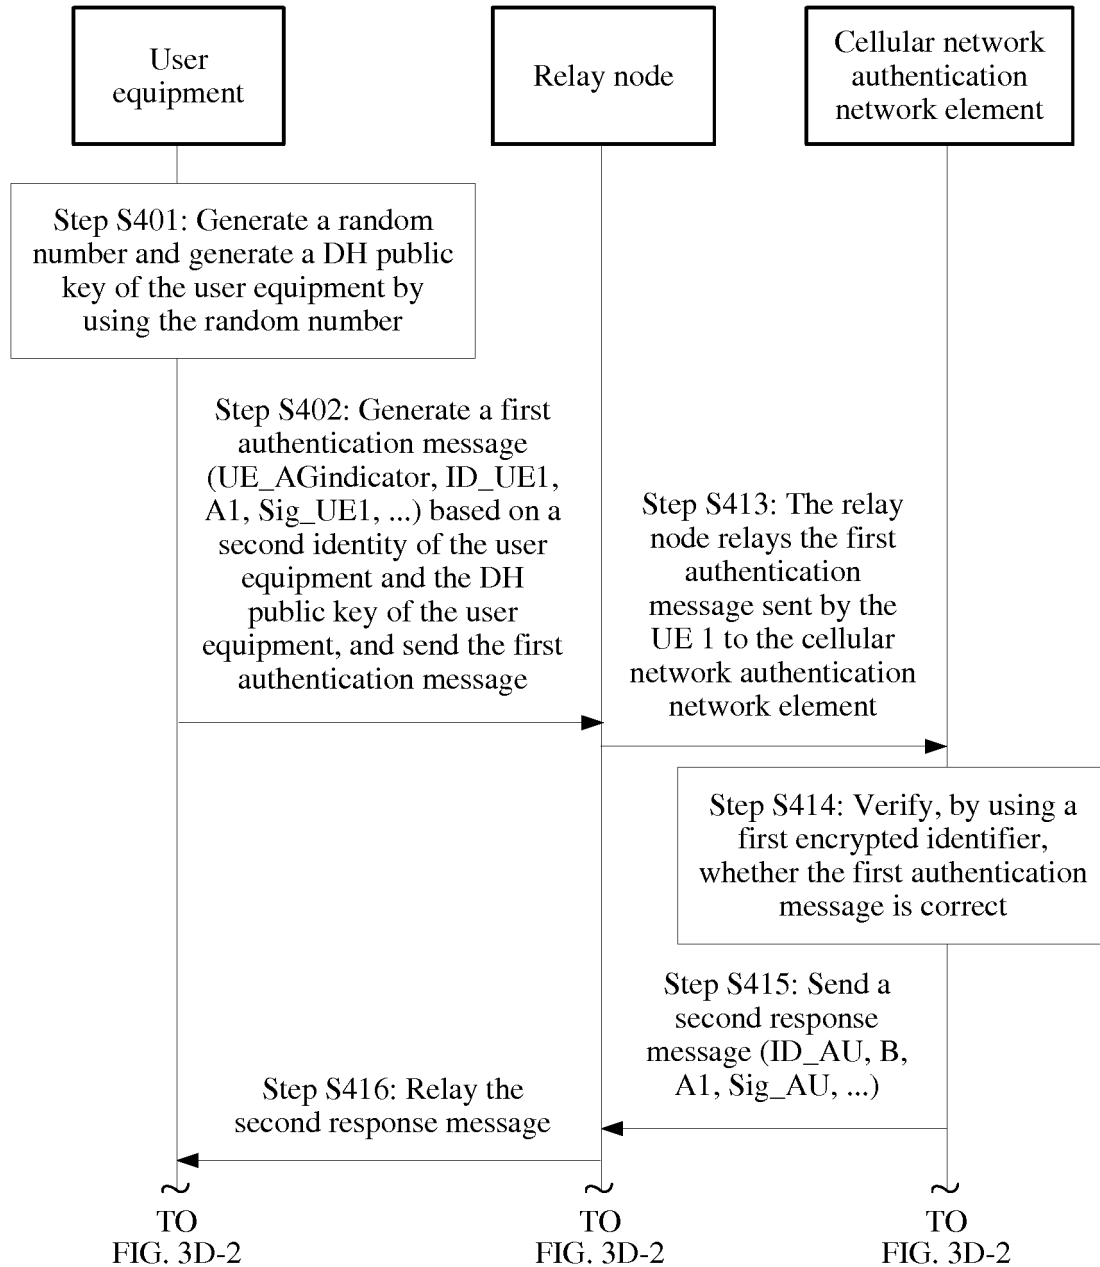 User
equipment
Relay node
Cellular network
authentication
network element
Step S401: Generate a random
number and generate a DH public
key of the user equipment by
using the random number
Step S402: Generate a first
authentication message
(UE_AGindicator, ID_UE1,
A1, Sig_UE1, ...) based on a
second identity of the user
equipment and the DH
public key of the user
equipment, and send the first
authentication message
Step S413: The relay
node relays the first
authentication
message sent by the
UE 1 to the cellular
network authentication
network element
Step S414: Verify, by using a
first encrypted identifier,
whether the first authentication
message is correct
Step S415: Send a
second response
message (ID_AU, B,
A1, Sig_AU, ...)
Step S416: Relay the
second response message
TO
FIG. 3D-2
TO
FIG. 3D-2
TO
FIG. 3D-2